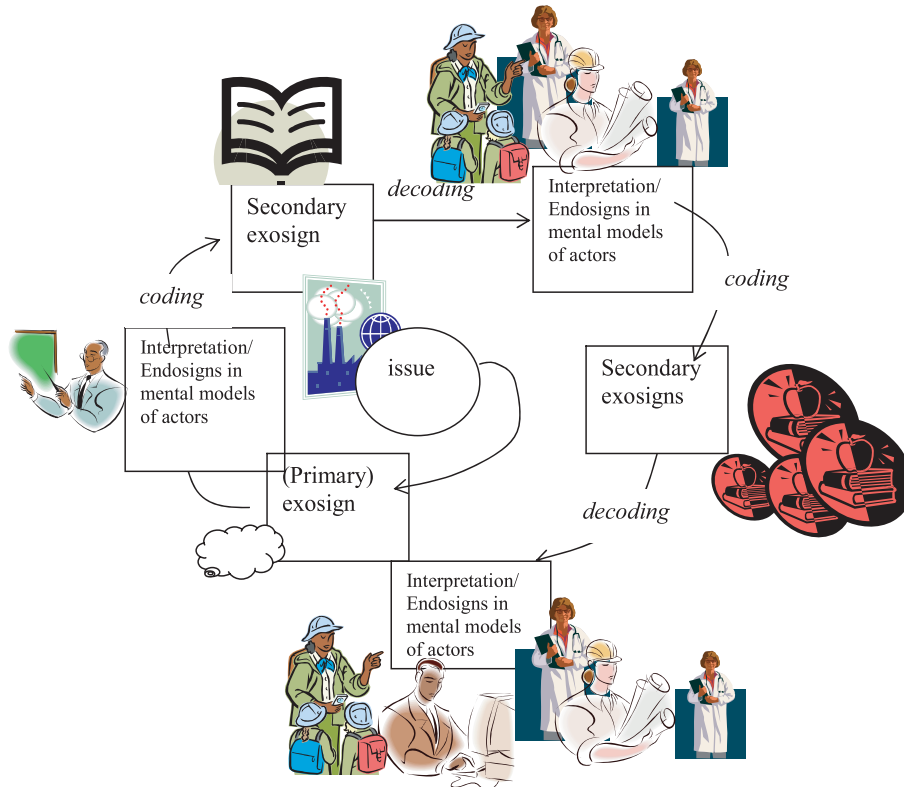 decoding
Secondary
exosign
Interpretation/
Endosigns in
mental models
of actors
coding
coding
Interpretation/
Endosigns in
mental models
of actors
issue
Secondary
exosigns
(Primary)
exosign
decoding
Interpretation/
Endosigns in
mental models
of actors